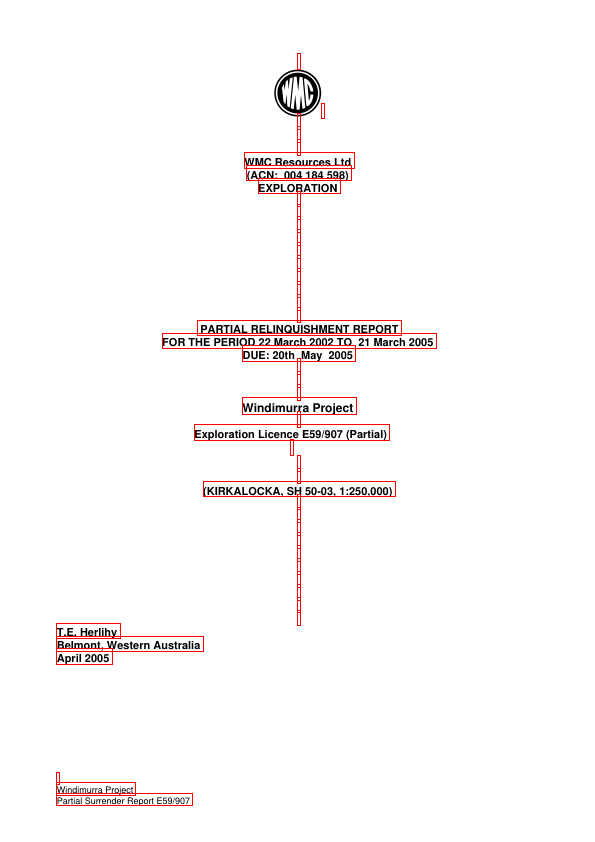 WMC
WMC Resources Ltd
(ACN: 004 184 598)
EXPLORATION
PARTIAL RELINQUISHMENT REPORT
FOR THE PERIOD 22 March 2002 TO 21 March 2005
DUE: 20th May 2005
Windimurra Project
Exploration Licence E59/907 (Partial)
(KIRKALOCKA, SH 50-03, 1:250,000)
T.E. Herlihy
Belmont, Western Australia
April 2005
Windimurra Project
Partial Surrender Report E59/907